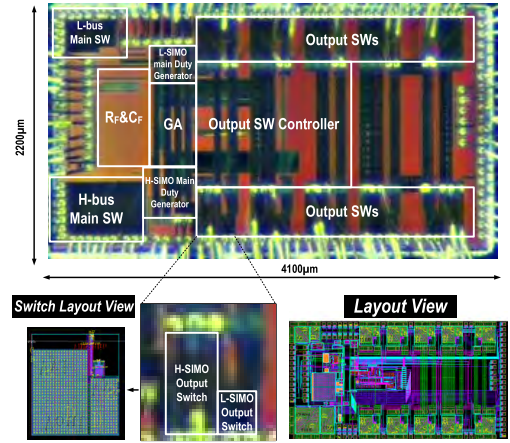 L-bus
Main SW
Output SWs
L-SIMO
main Duty
Generator
RF&CF
GA
Output SW Controller
2200μm
H-SIMO Main
Duty
Generator
H-bus
Main SW
Output SWs
4100μm
Switch Layout View
Layout View
H-SIMO
Output
Switch
L-SIMO
Output
Switch